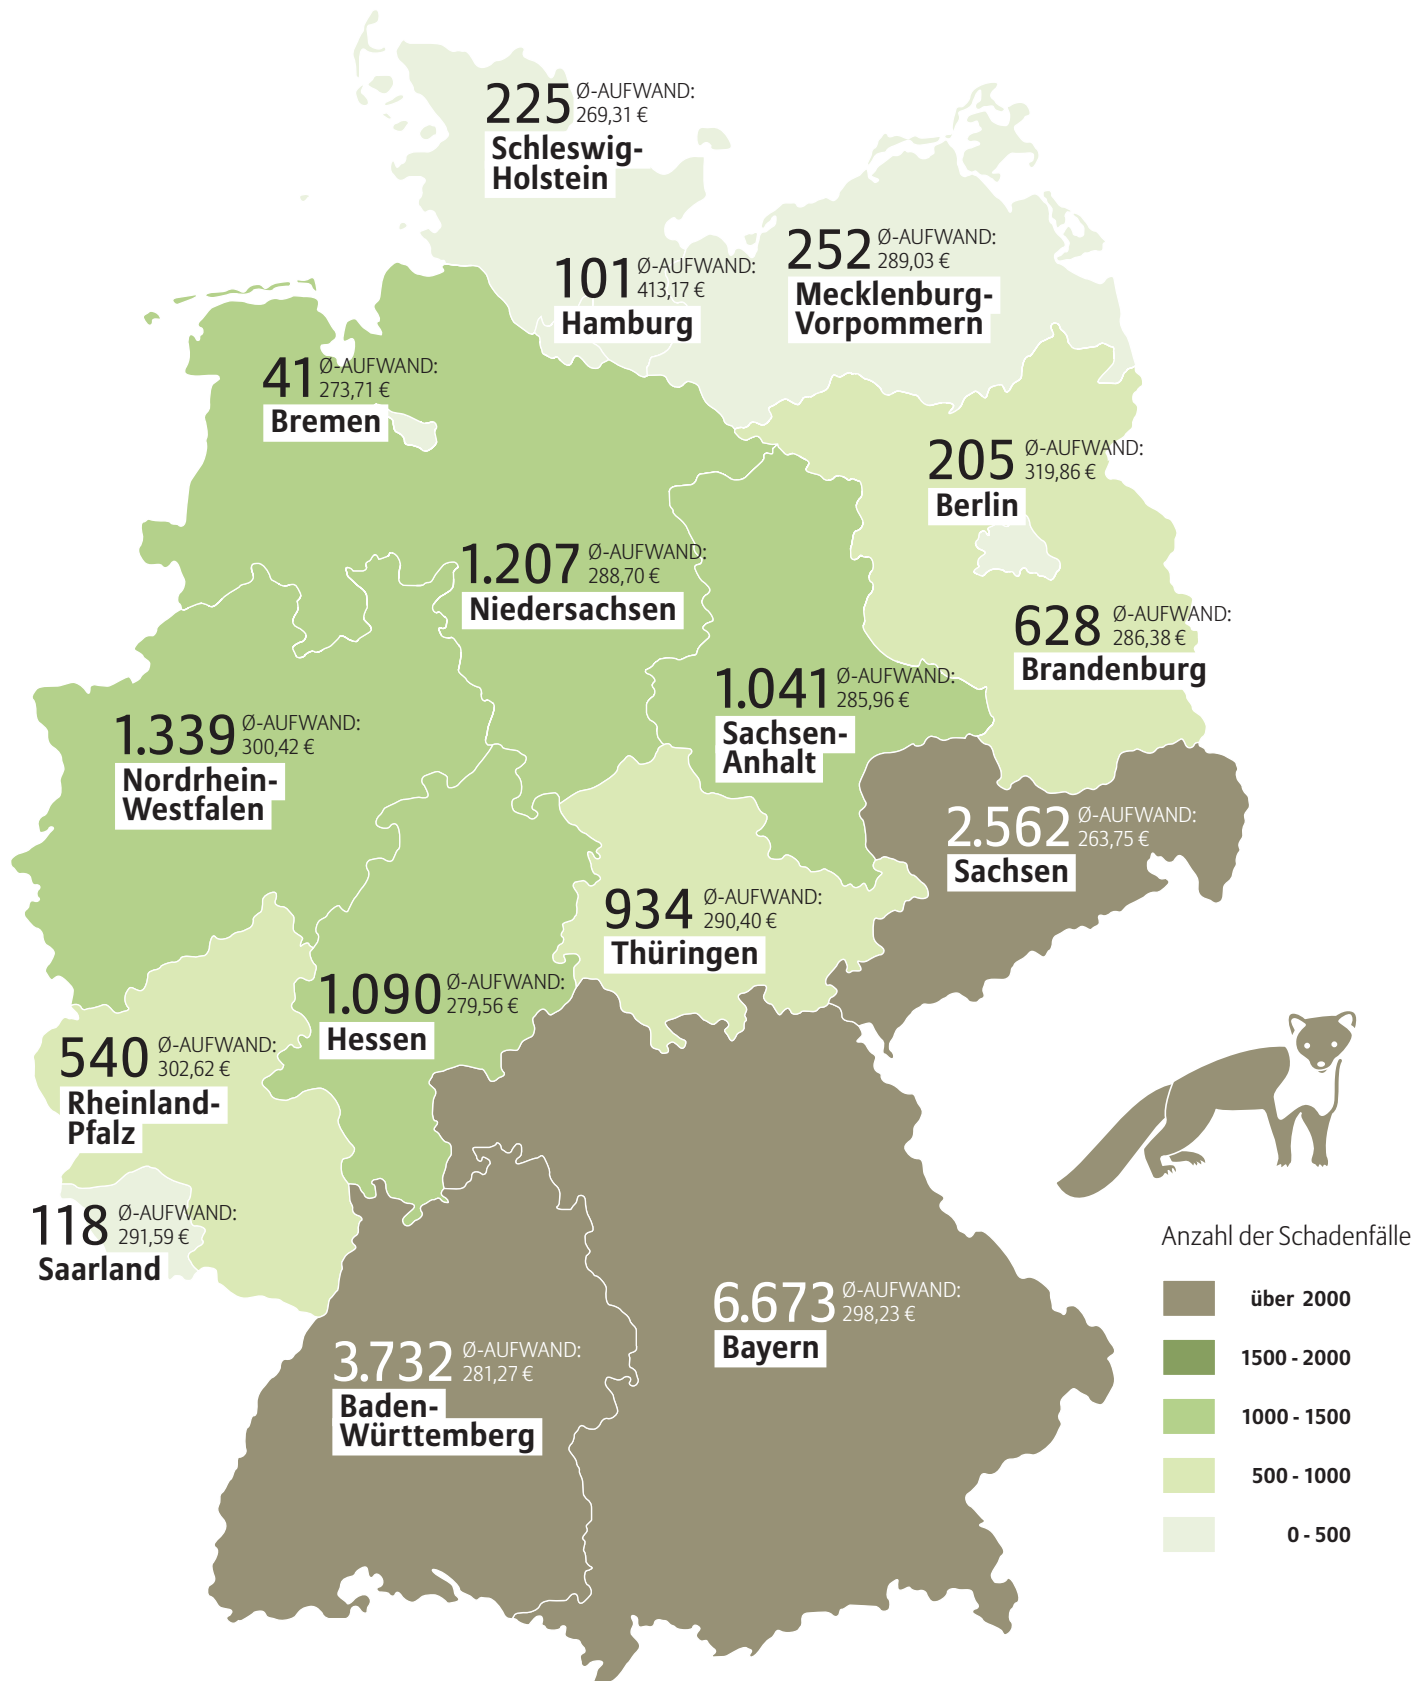 225 Ø-AUFWAND:
269,31 €
Schleswig-
Holstein
252 Ø-AUFWAND:
289,03 €
Mecklenburg-
Vorpommern
101 Ø-AUFWAND:
413,17 €
Hamburg
41 Ø-AUFWAND:
273,71 €
Bremen
205 Ø-AUFWAND:
319,86 €
Berlin
1.207 Ø-AUFWAND:
288,70 €
Niedersachsen
628 Ø-AUFWAND:
286,38 €
Brandenburg
1.041 Ø-AUFWAND:
285,96 €
Sachsen-
Anhalt
1.339 Ø-AUFWAND:
300,42 €
Nordrhein-
Westfalen
2.562 Ø-AUFWAND:
263,75 €
Sachsen
934 Ø-AUFWAND:
290,40 €
Thüringen
1.090 Ø-AUFWAND:
279,56 €
Hessen
540 Ø-AUFWAND:
302,62 €
Rheinland-
Pfalz
118 Ø-AUFWAND:
291,59 €
Saarland
6.673 Ø-AUFWAND:
298,23 €
Bayern
3.732 Ø-AUFWAND:
281,27 €
Baden-
Württemberg
Anzahl der Schadenfälle
über 2000
1500 - 2000
1000 - 1500
500 - 1000
0 - 500